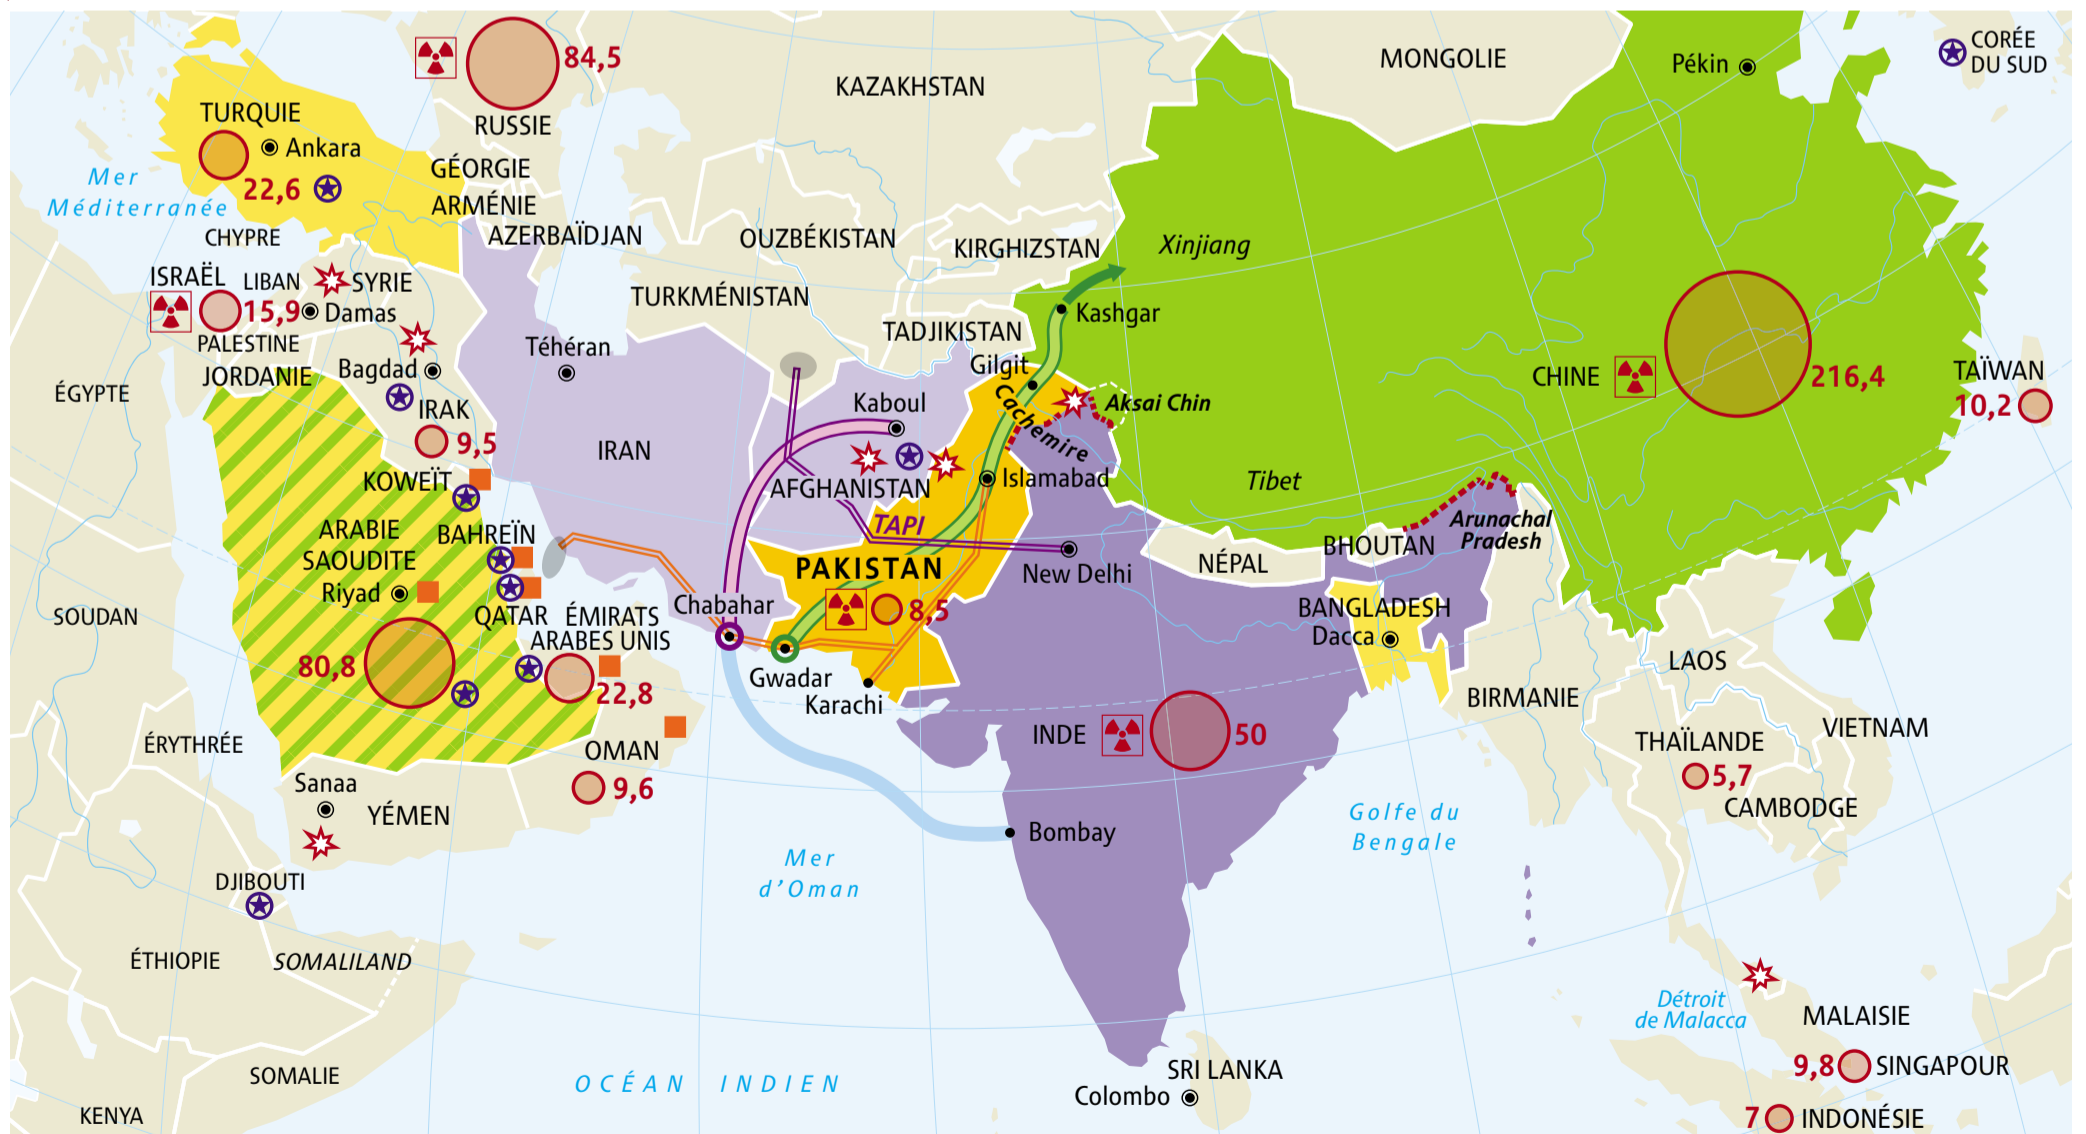 MONGOLIE
Pékin
CORÉE
DU SUD
84,5
RUSSIE
KAZAKHSTAN
TURQUIE
Ankara
22,6
GÉORGIE
ARMÉNIE
AZERBAÏDJAN
Mer
Méditerranée
CHYPRE
OUZBÉKISTAN
KIRGHIZSTAN
Xinjiang
ISRAËL
LIBAN
SYRIE
15,9
Damas
TURKMÉNISTAN
TADJIKISTAN
Kashgar
PALESTINE
JORDANIE
Bagdad
Téhéran
Gilgit
Cachemire
Aksai Chin
CHINE
216,4
TAÏWAN
10,2
ÉGYPTE
IRAK
9,5
IRAN
Kaboul
AFGHANISTAN
Islamabad
Tibet
KOWEÏT
ARABIE
SAOUDITE
Riyad
BAHREÏN
TAPI
PAKISTAN
8,5
New Delhi
NÉPAL
BHOUTAN
Arunachal
Pradesh
SOUDAN
QATAR
ÉMIRATS
ARABES UNIS
22,8
80,8
Chabahar
Gwadar
Karachi
BANGLADESH
Dacca
LAOS
BIRMANIE
VIETNAM
ÉRYTHRÉE
OMAN
9,6
INDE
50
THAÏLANDE
5,7
CAMBODGE
Sanaa
YÉMEN
Bombay
Golfe du
Bengale
Mer
d’Oman
DJIBOUTI
ÉTHIOPIE
SOMALILAND
Détroit
de Malacca
MALAISIE
SOMALIE
OCÉAN INDIEN
SRI LANKA
Colombo
9,8
SINGAPOUR
KENYA
7
INDONÉSIE